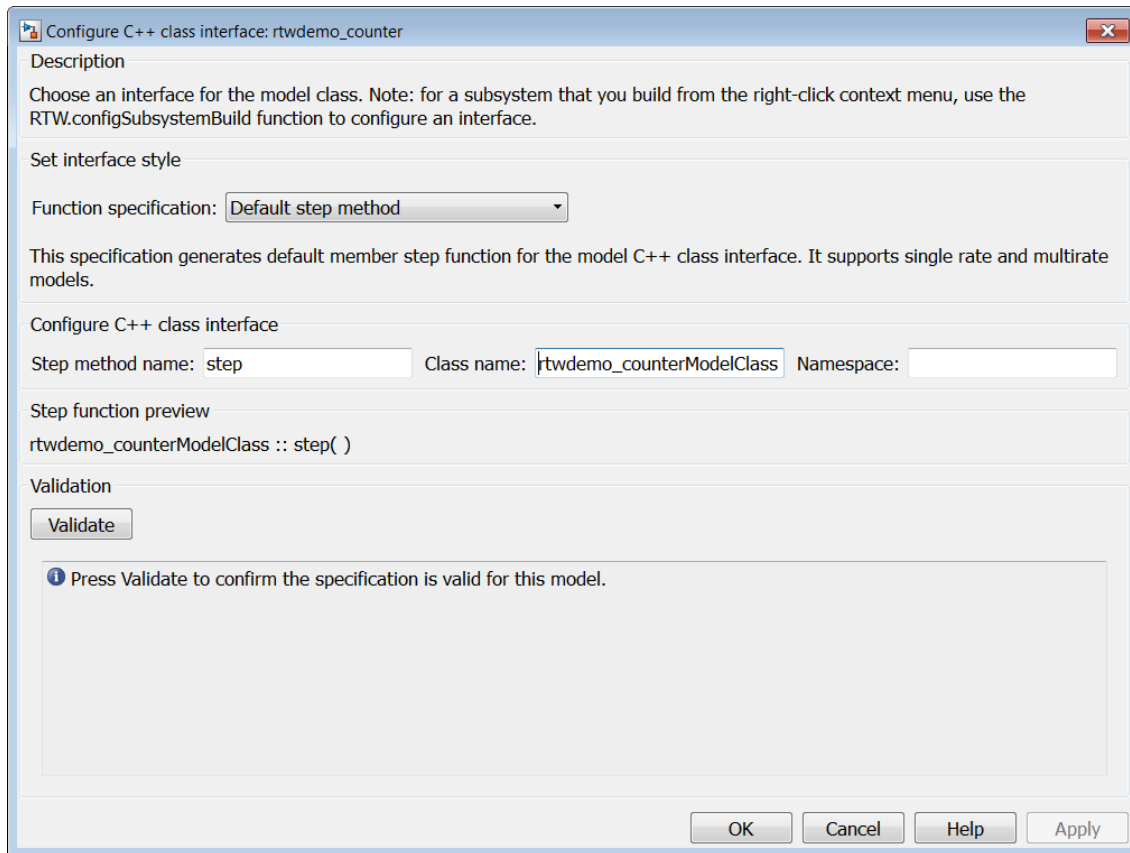 Configure C++ class interface: rtwdemo_counter
Description
Choose an interface for the model class. Note: for a subsystem that you build from the right-click context menu, use the
RTW.configSubsystemBuild function to configure an interface.
Set interface style
Function specification: Default step method
This specification generates default member step function for the model C++ class interface. It supports single rate and multirate
models.
Configure C++ class interface
Step method name: step Class name: rtwdemo_counterModelClass Namespace:
Step function preview
rtwdemo_counterModelClass :: step( )
Validation
Validate
Press Validate to confirm the specification is valid for this model.
OK Cancel Help Apply